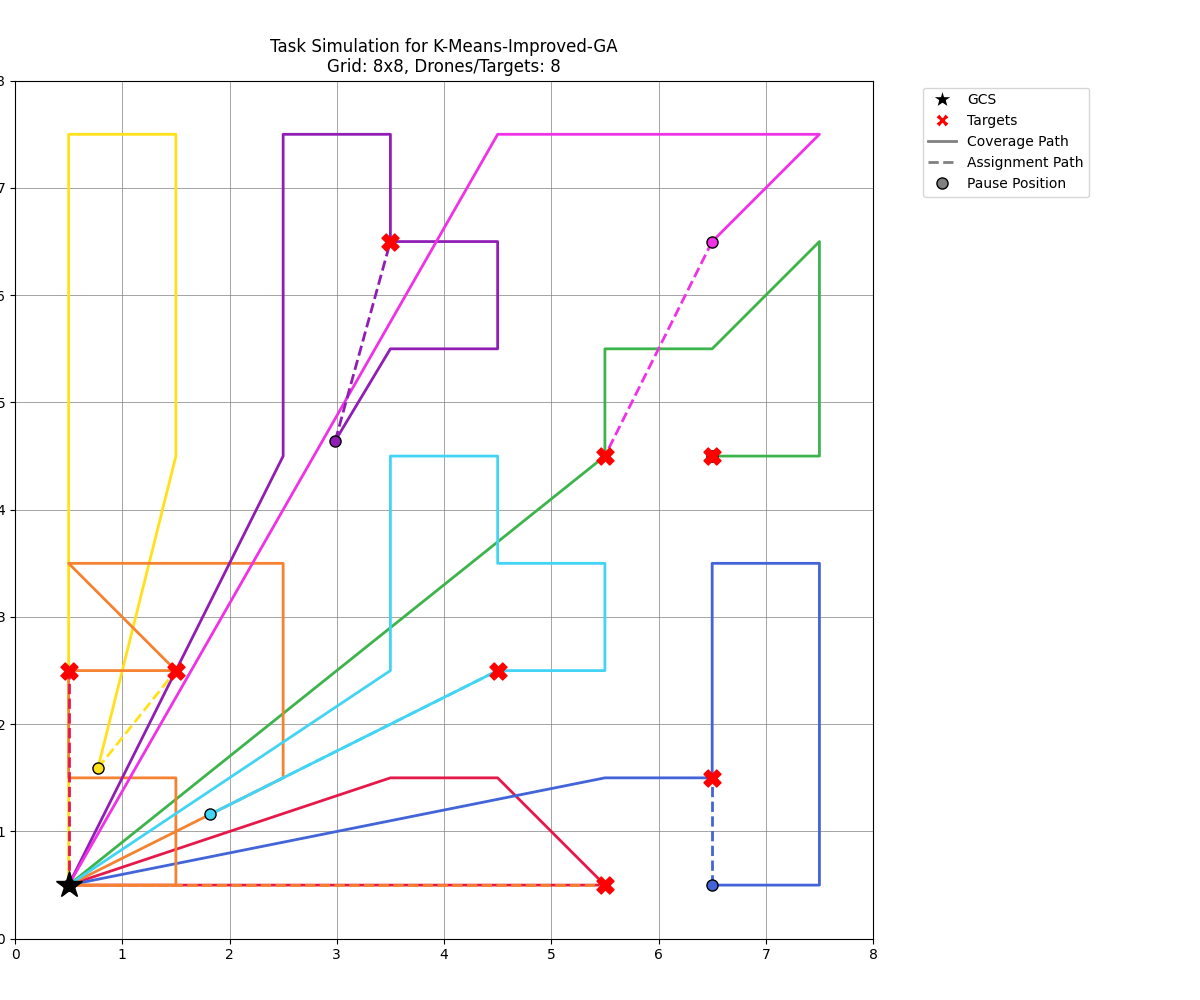 Task Simulation for K-Means-Improved-GA
Grid: 8x8, Drones/Targets: 8
GCS
Targets
Coverage Path
Assignment Path
Pause Position
8
7
6
5
4
3
2
1
0
0 1 2 3 4 5 6 7 8